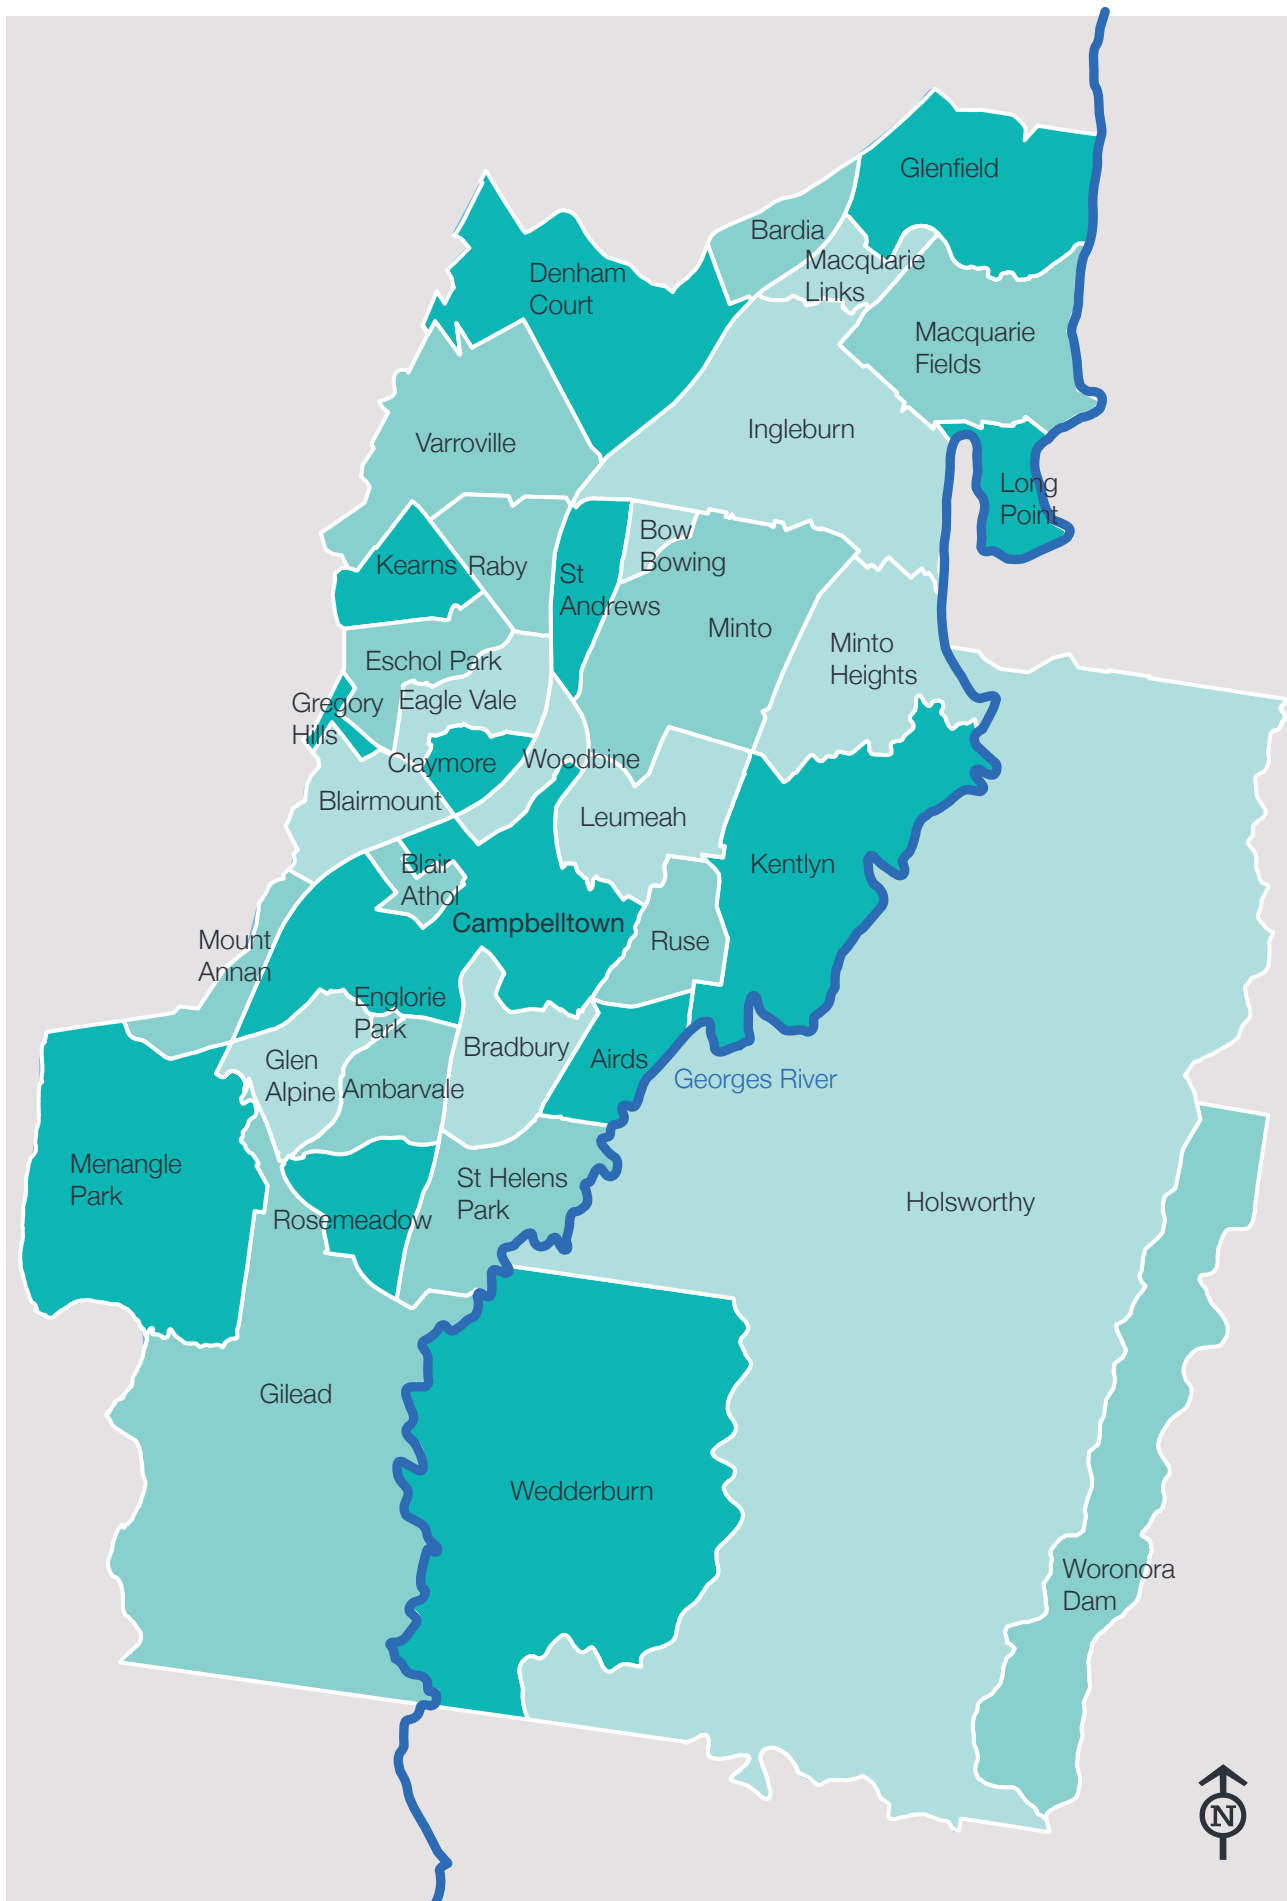 Glenfield
Bardia
Macquarie
Links
Denham
Court
Macquarie
Fields
Ingleburn
Varroville
Long
Point
Bow
Bowing
Kearns
Raby
St
Andrews
Minto
Minto
Heights
Eschol Park
Eagle Vale
Gregory
Hills
Claymore
Woodbine
Blairmount
Leumeah
Blair
Athol
Kentlyn
Campbelltown
Ruse
Mount
Annan
Englorie
Park
Bradbury
Airds
Glen
Alpine
Ambarvale
Georges River
Menangle
Park
St Helens
Park
Rosemeadow
Holsworthy
Gilead
Wedderburn
Woronora
Dam
N